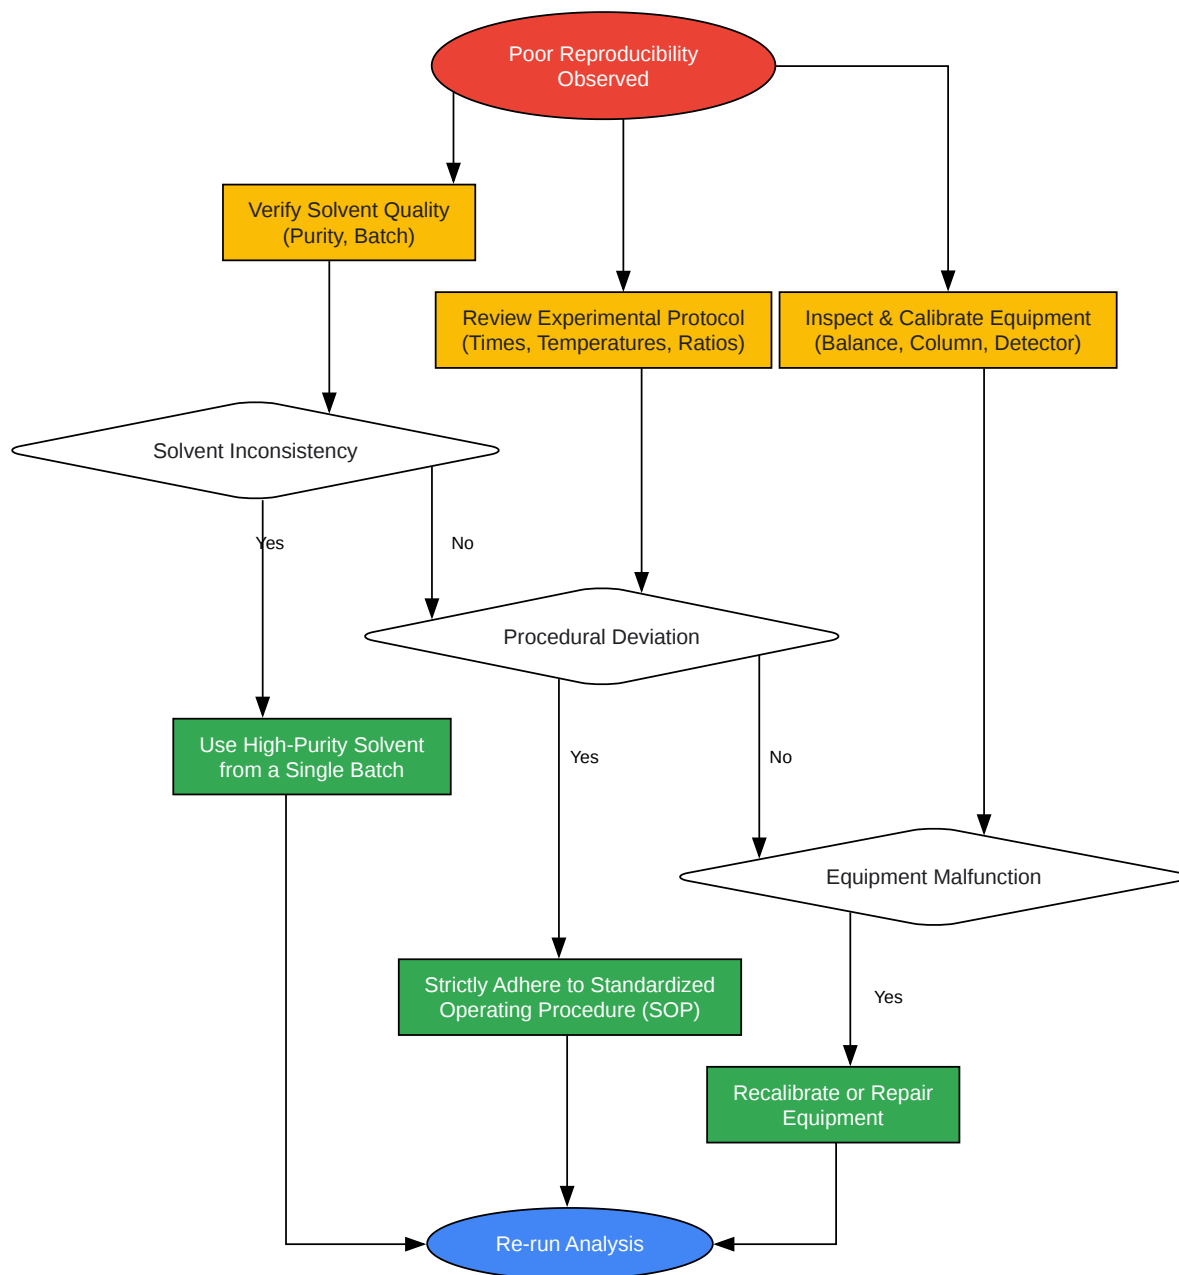 Poor Reproducibility
Observed
Verify Solvent Quality
(Purity, Batch)
Review Experimental Protocol
(Times, Temperatures, Ratios)
Inspect & Calibrate Equipment
(Balance, Column, Detector)
Solvent Inconsistency
Yes
No
Procedural Deviation
Use High-Purity Solvent
from a Single Batch
Yes
No
Equipment Malfunction
Strictly Adhere to Standardized
Operating Procedure (SOP)
Yes
Recalibrate or Repair
Equipment
Re-run Analysis